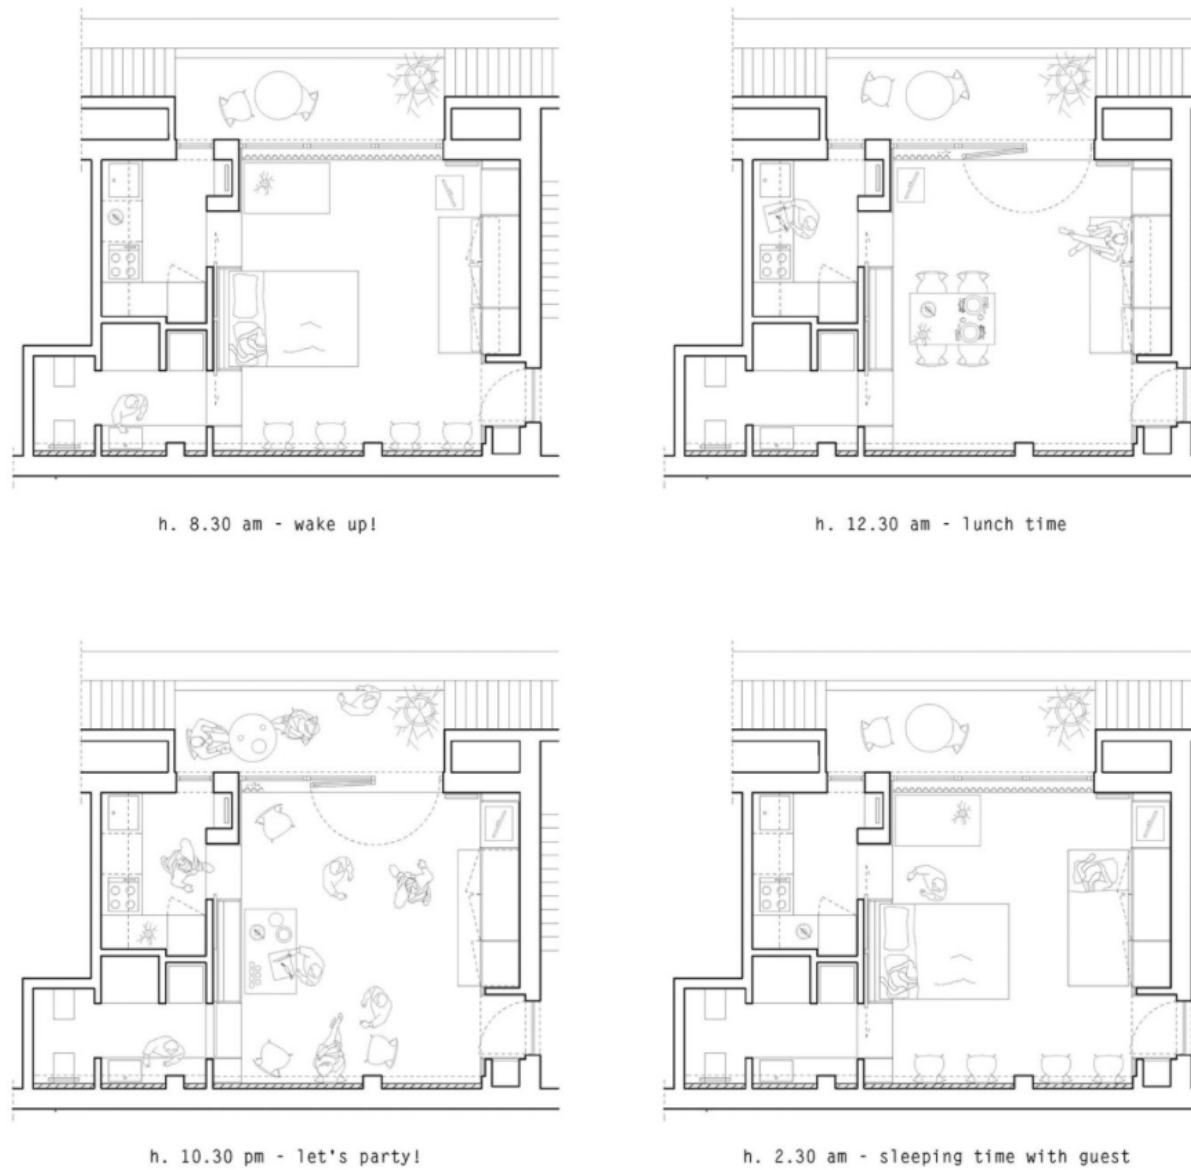 h. 8.30 am - wake up!
h. 12.30 am - lunch time
h. 10.30 pm - let's party!
h. 2.30 am - sleeping time with guest